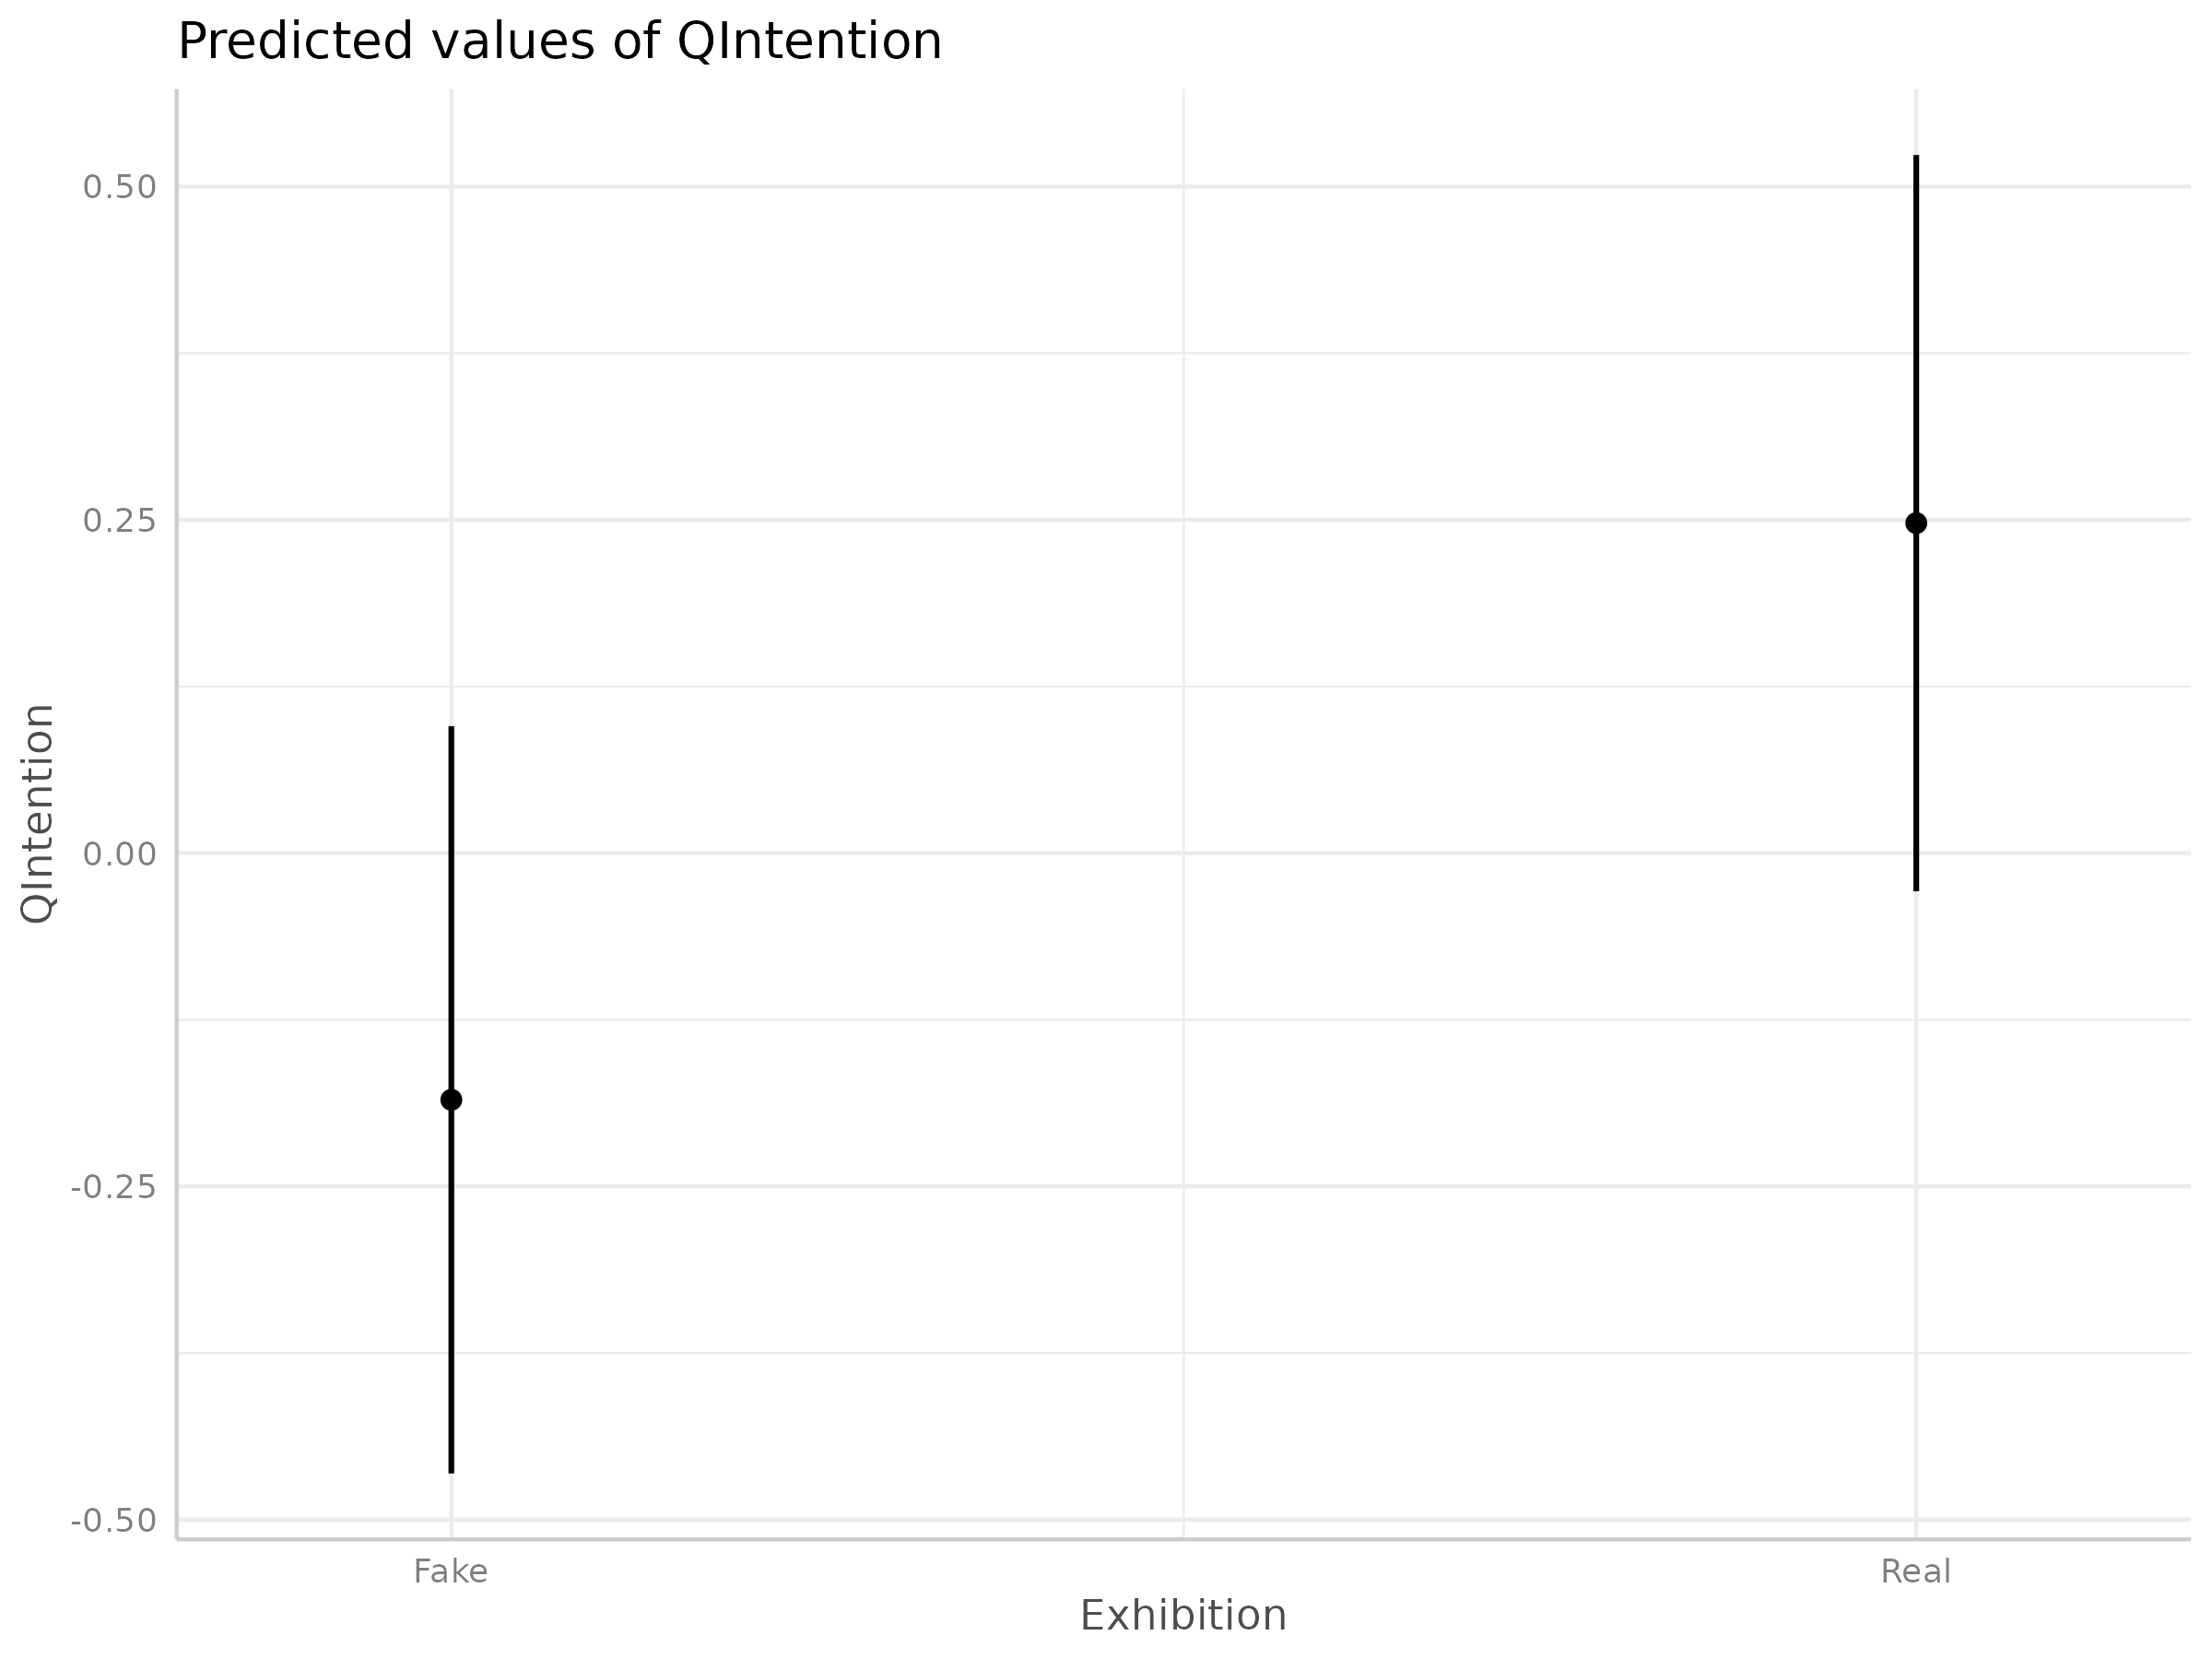 Predicted values of QIntention
QIntention
0.50
0.25
0.00
-0.25
-0.50
Fake
Real
Exhibition